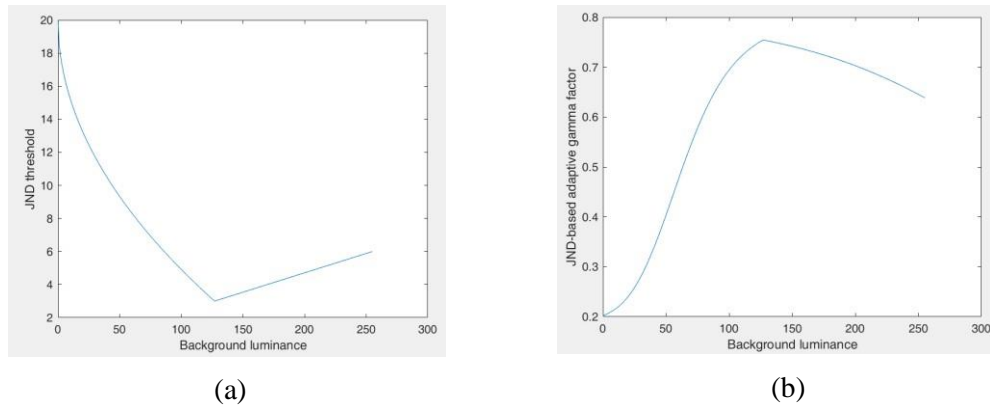 20
18
16
14
12
10
8
6
4
2
JND threshold
0 50 100 150 200 250 300
Background luminance
(a)
0.8
0.7
0.6
0.5
0.4
0.3
0.2
JND-based adaptive gamma factor
0 50 100 150 200 250 300
Background luminance
(b)